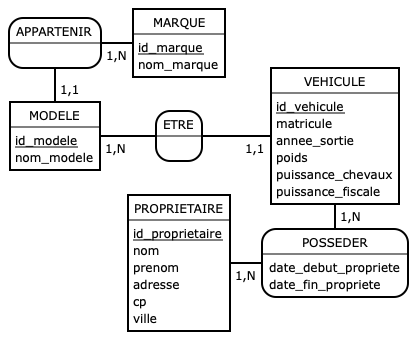 APPARTENIR
MARQUE
id_marque
nom_marque
1,N
1,1
MODELE
id_modele
nom_modele
1,N
ETRE
1,1
VEHICULE
id_vehicule
matricule
annee_sortie
poids
puissance_chevaux
puissance_fiscale
1,N
PROPRIETAIRE
id_proprietaire
nom
prenom
adresse
cp
ville
1,N
POSSEDER
date_debut_propriete
date_fin_propriete